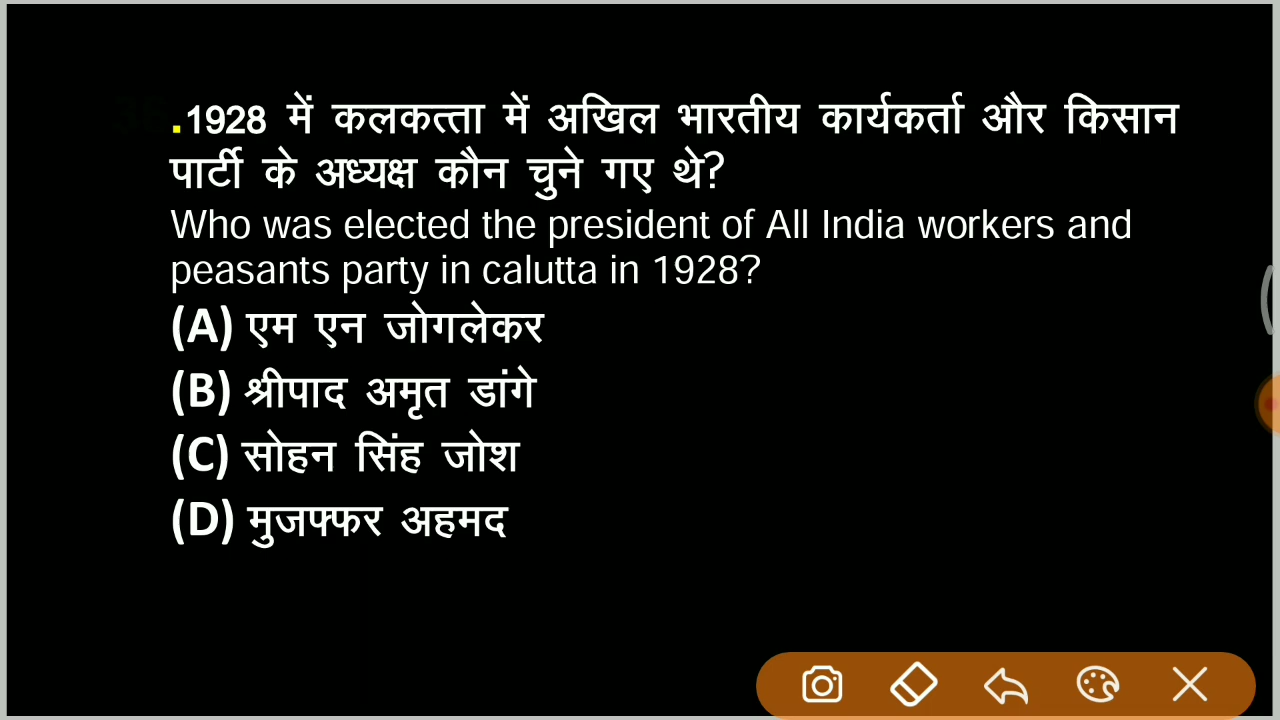 .1928 में कलकत्ता में अखिल भारतीय कार्यकर्ता और किसान
पार्टी के अध्यक्ष कौन चुने गए थे?
Who was elected the president of All India workers and
peasants party in calutta in 1928?
(A) एम एन जोगलेकर
(B) श्रीपाद अमृत डांगे
(C) सोहन सिंह जोश
(D) मुजफ्फर अहमद